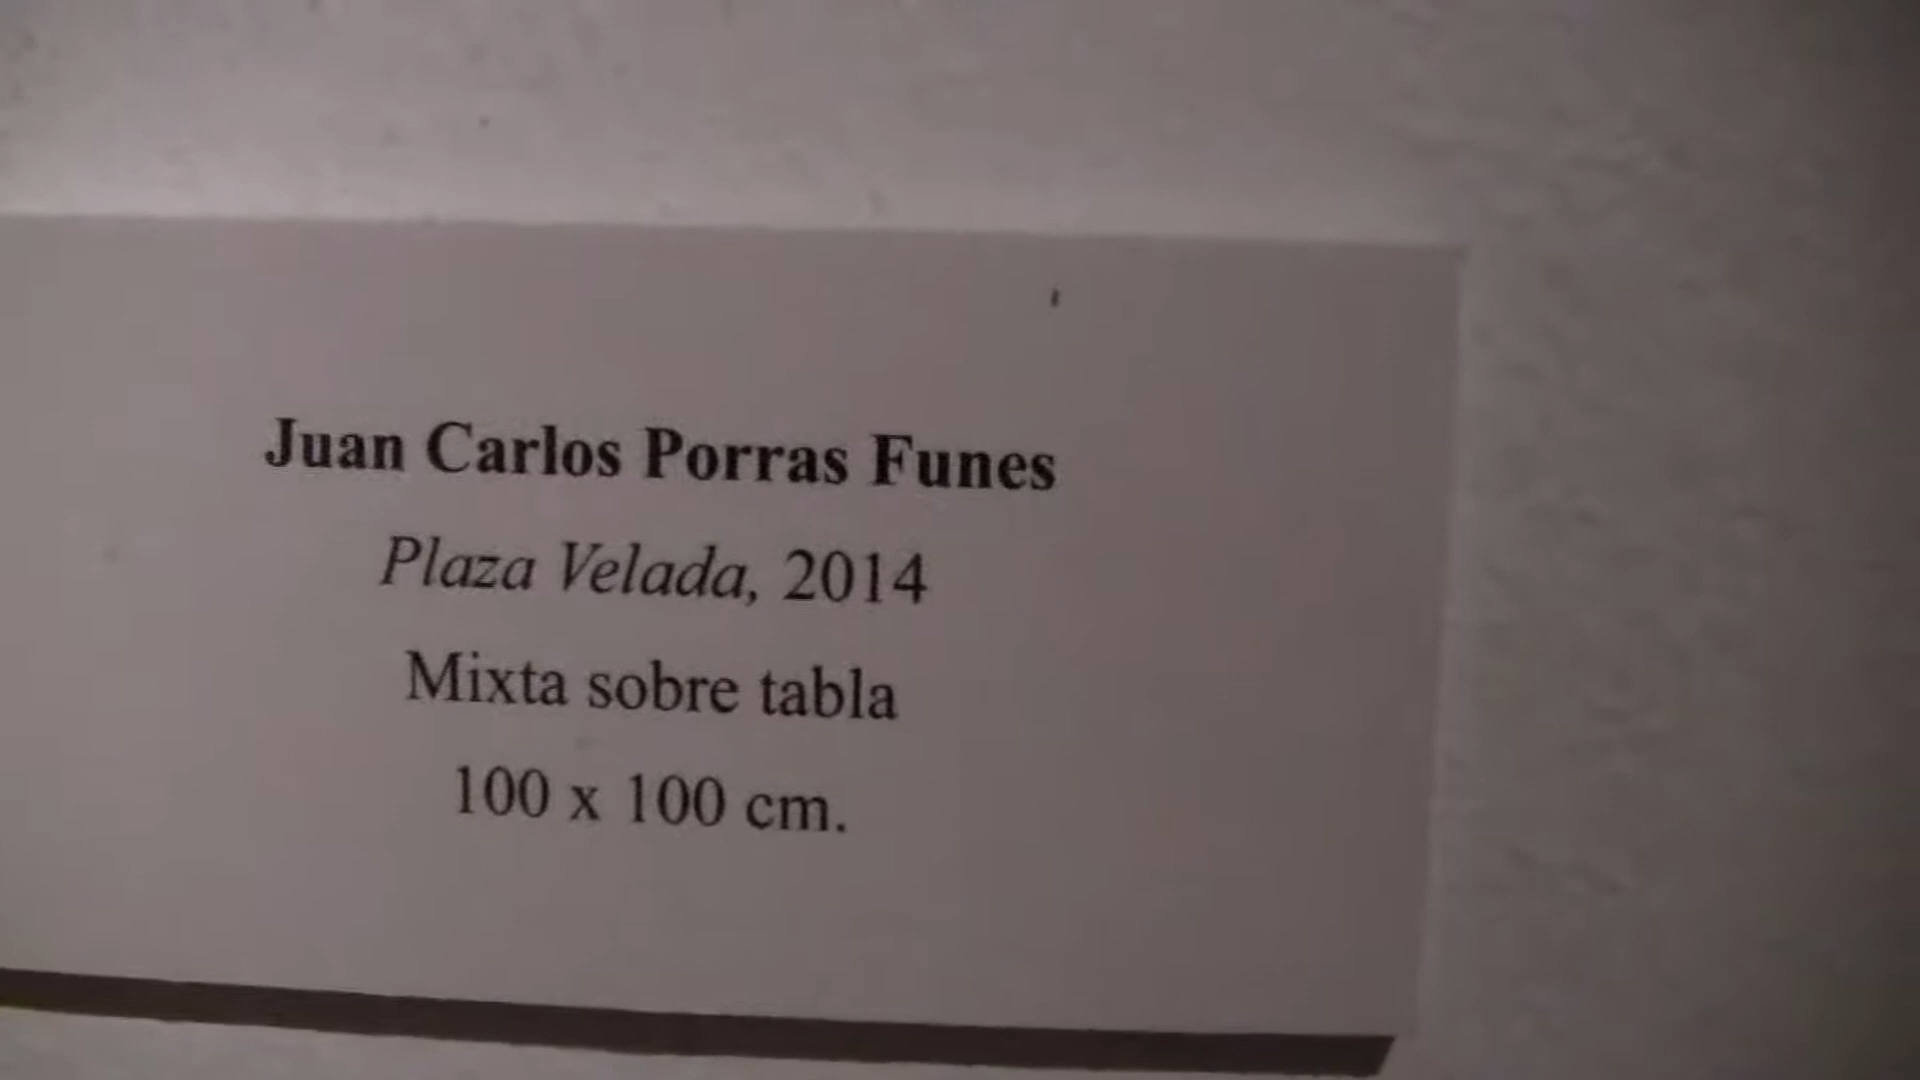 Juan Carlos Porras Funes
Plaza Velada, 2014
Mixta sobre tabla
100 x 100 cm.